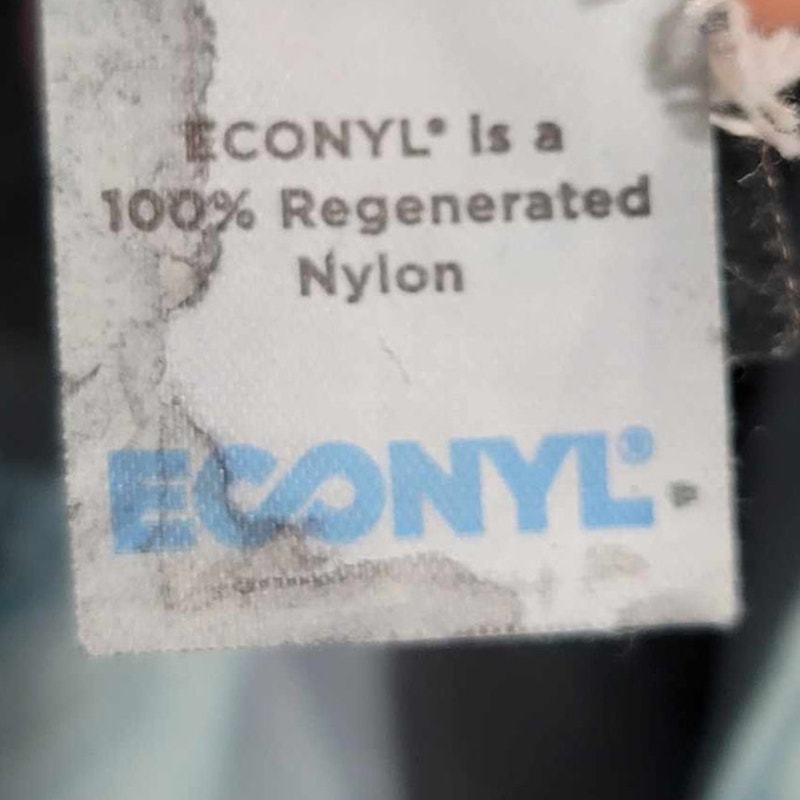 ECONYL® is a
100% Regenerated
Nylon
ECONYL®